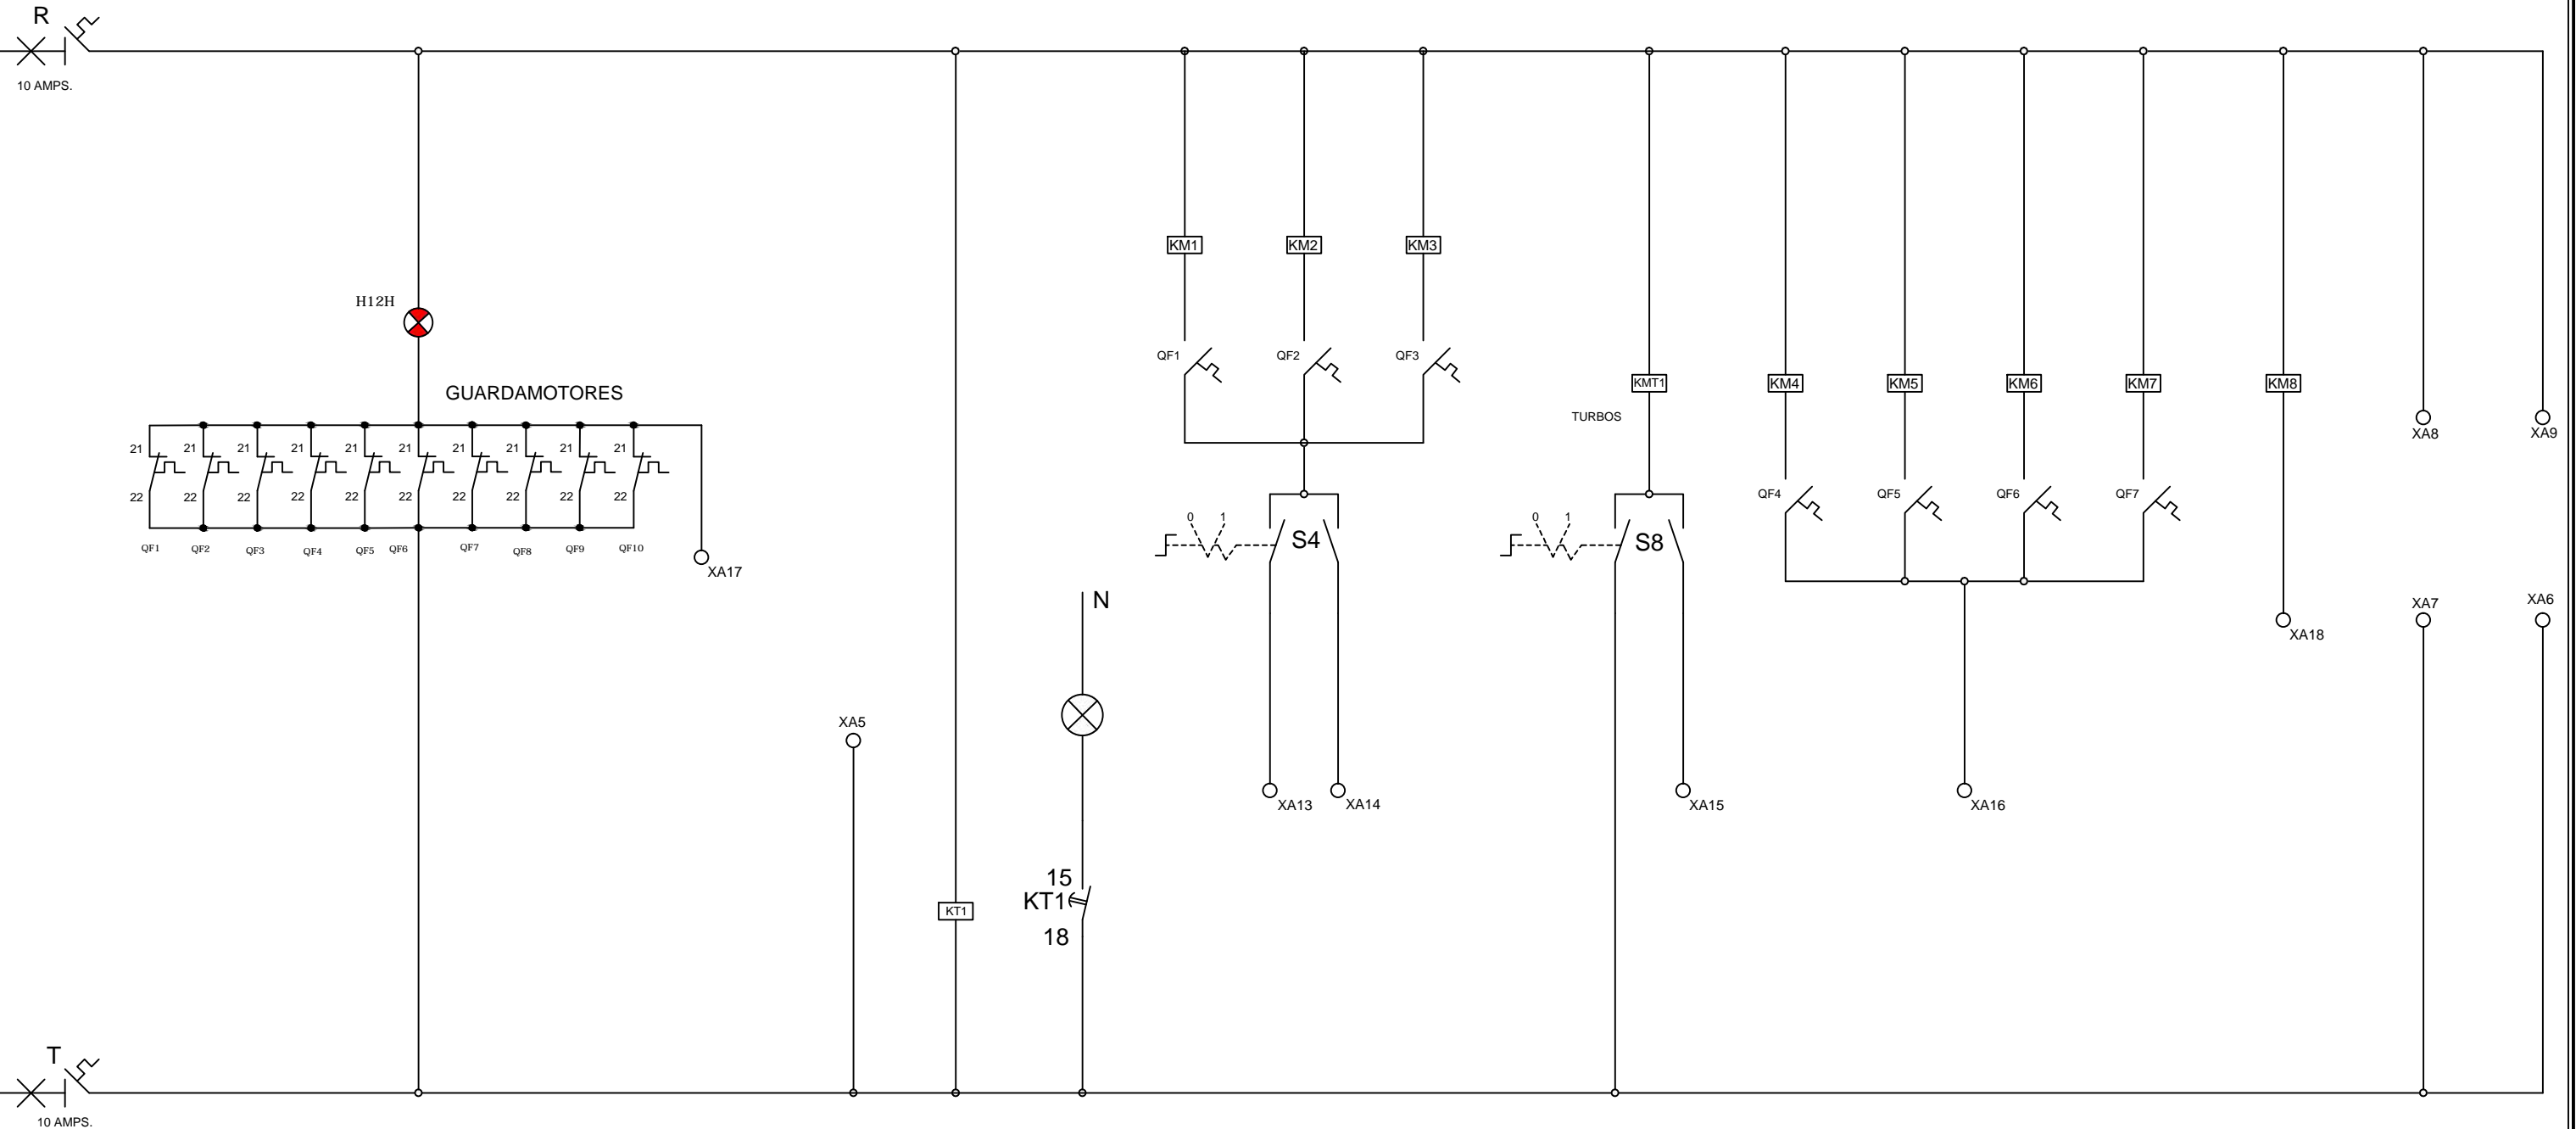 R
10 AMPS.
H12H
GUARDAMOTORES
21 21 21 21 21 21 21 21 21 21
22 22 22 22 22 22 22 22 22 22
QF1 QF2 QF3 QF4 QF5 QF6 QF7 QF8 QF9 QF10
XA17
XA5
KT1
N
15
KT1
18
KM1 KM2 KM3
QF1 QF2 QF3
0 1
S4
XA13 XA14
KMT1
TURBOS
0 1
S8
XA15
KM4 KM5 KM6 KM7 KM8
QF4 QF5 QF6 QF7
XA16
XA18
XA8 XA9
XA7 XA6
T
10 AMPS.